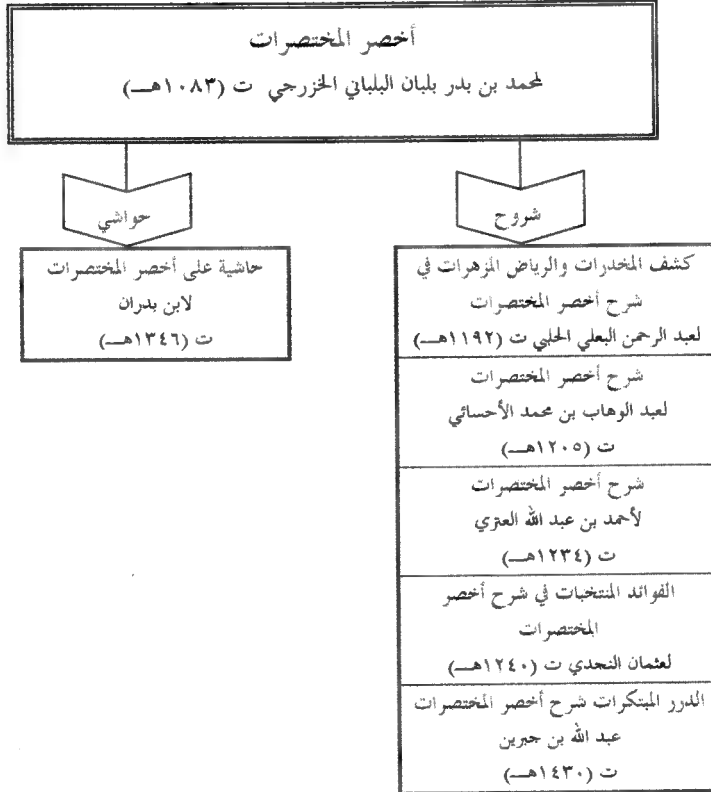 أخصر المختصرات
لمحمد بن بدر بلبان البلباني الخزرجي ت (١٠٨٣هـ)
شروح
حواشي
كشف المخدرات والرياض المزهرات في
شرح أخصر المختصرات
لعبد الرحمن البعلي الحلبي ت (١١٩٢هـ)
شرح أخصر المختصرات
لعبد الوهاب بن محمد الأحسائي
ت (١٢٠٥هـ)
شرح أخصر المختصرات
لأحمد بن عبد الله العتري
ت (١٢٣٤هـ)
الفوائد المنتخبات في شرح أخصر
المختصرات
لعثمان النجدي ت (١٢٤٠هـ)
الدرر المبتكرات شرح أخصر المختصرات
عبد الله بن جبرين
ت (١٤٣٠هـ)
حاشية على أخصر المختصرات
لابن بدران
ت (١٣٤٦هـ)